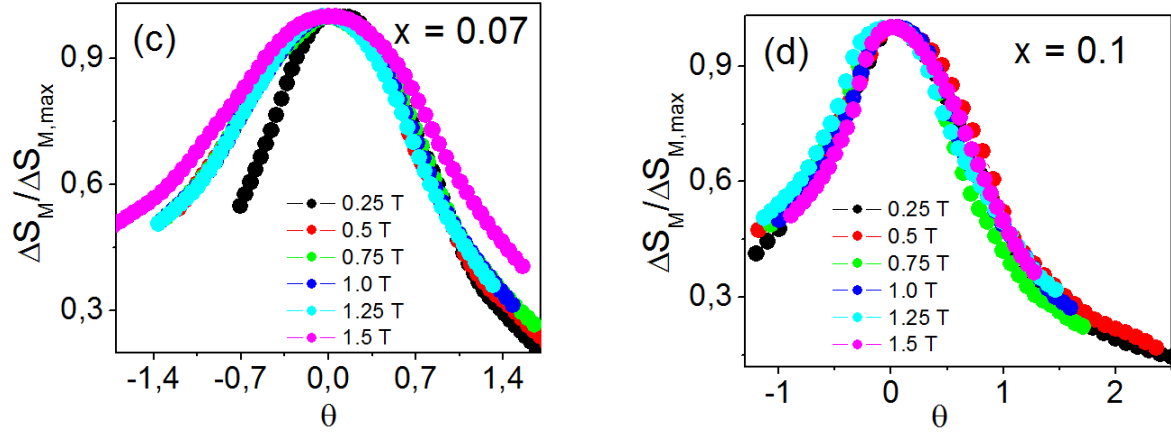 (c)
x = 0.07
ΔS_M/ΔS_M,max
0,9
0,6
0,3
0.25 T
0.5 T
0.75 T
1.0 T
1.25 T
1.5 T
-1,4 -0,7 0,0 0,7 1,4
θ
(d)
x = 0.1
ΔS_M/ΔS_M,max
0,9
0,6
0,3
0.25 T
0.5 T
0.75 T
1.0 T
1.25 T
1.5 T
-1 0 1 2
θ